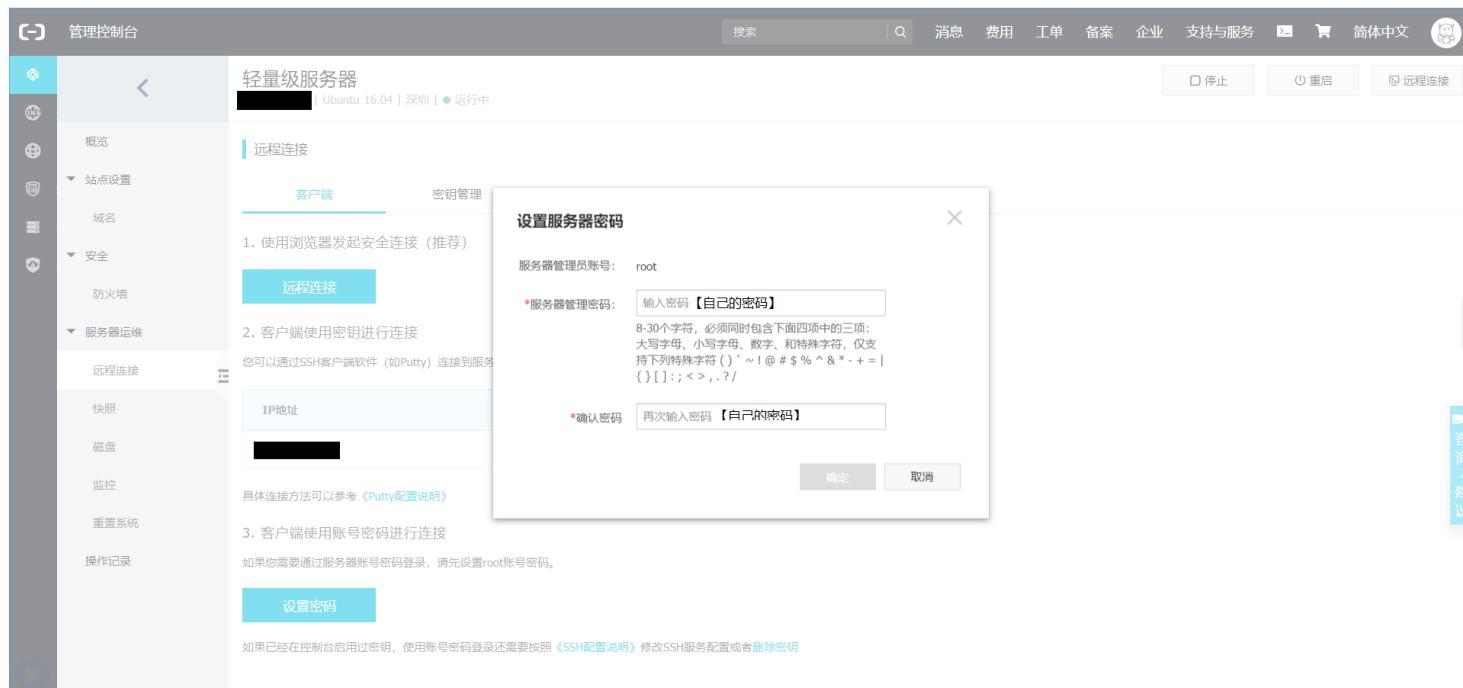 管理控制台
搜索
消息 费用 工单 备案 企业 支持与服务 简体中文
轻量级服务器
| Ubuntu 16.04 | 深圳 | 运行中
停止
重启
远程连接
概览
站点设置
域名
安全
防火墙
服务器运维
远程连接
快照
磁盘
监控
重置系统
操作记录
远程连接
客户端 密钥管理
1. 使用浏览器发起安全连接（推荐）
远程连接
2. 客户端使用密钥进行连接
您可以通过SSH客户端软件（如Putty）连接到服务
IP地址
具体连接方法可以参考《Putty配置说明》
3. 客户端使用账号密码进行连接
如果您需要通过服务器账号密码登录，请先设置root账号密码。
设置密码
如果已经在控制台启用过密钥，使用账号密码登录还需要按照《SSH配置说明》修改SSH服务配置或者删除密钥
设置服务器密码
服务器管理员账号： root
*服务器管理密码： 输入密码【自己的密码】
8-30个字符，必须同时包含下面四项中的三项：
大写字母、小写字母、数字、和特殊字符，仅支
持下列特殊字符 ( ) ` ~ ! @ # $ % ^ & * - + = |
{ } [ ] : ; < > , . ? /
*确认密码 再次输入密码【自己的密码】
确定 取消
咨询·建议